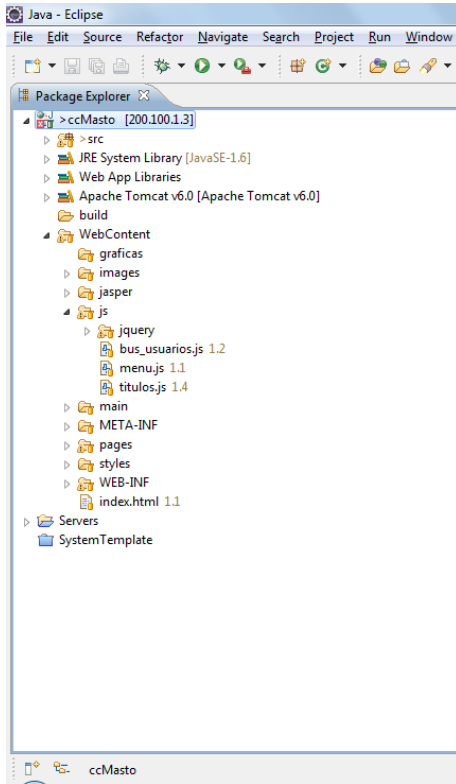 Java - Eclipse
File Edit Source Refactor Navigate Search Project Run Window
Package Explorer
>ccMasto [200.100.1.3]
>src
JRE System Library [JavaSE-1.6]
Web App Libraries
Apache Tomcat v6.0 [Apache Tomcat v6.0]
build
WebContent
graficas
images
jasper
js
jquery
bus_usuarios.js 1.2
menu.js 1.1
titulos.js 1.4
main
META-INF
pages
styles
WEB-INF
index.html 1.1
Servers
SystemTemplate
ccMasto